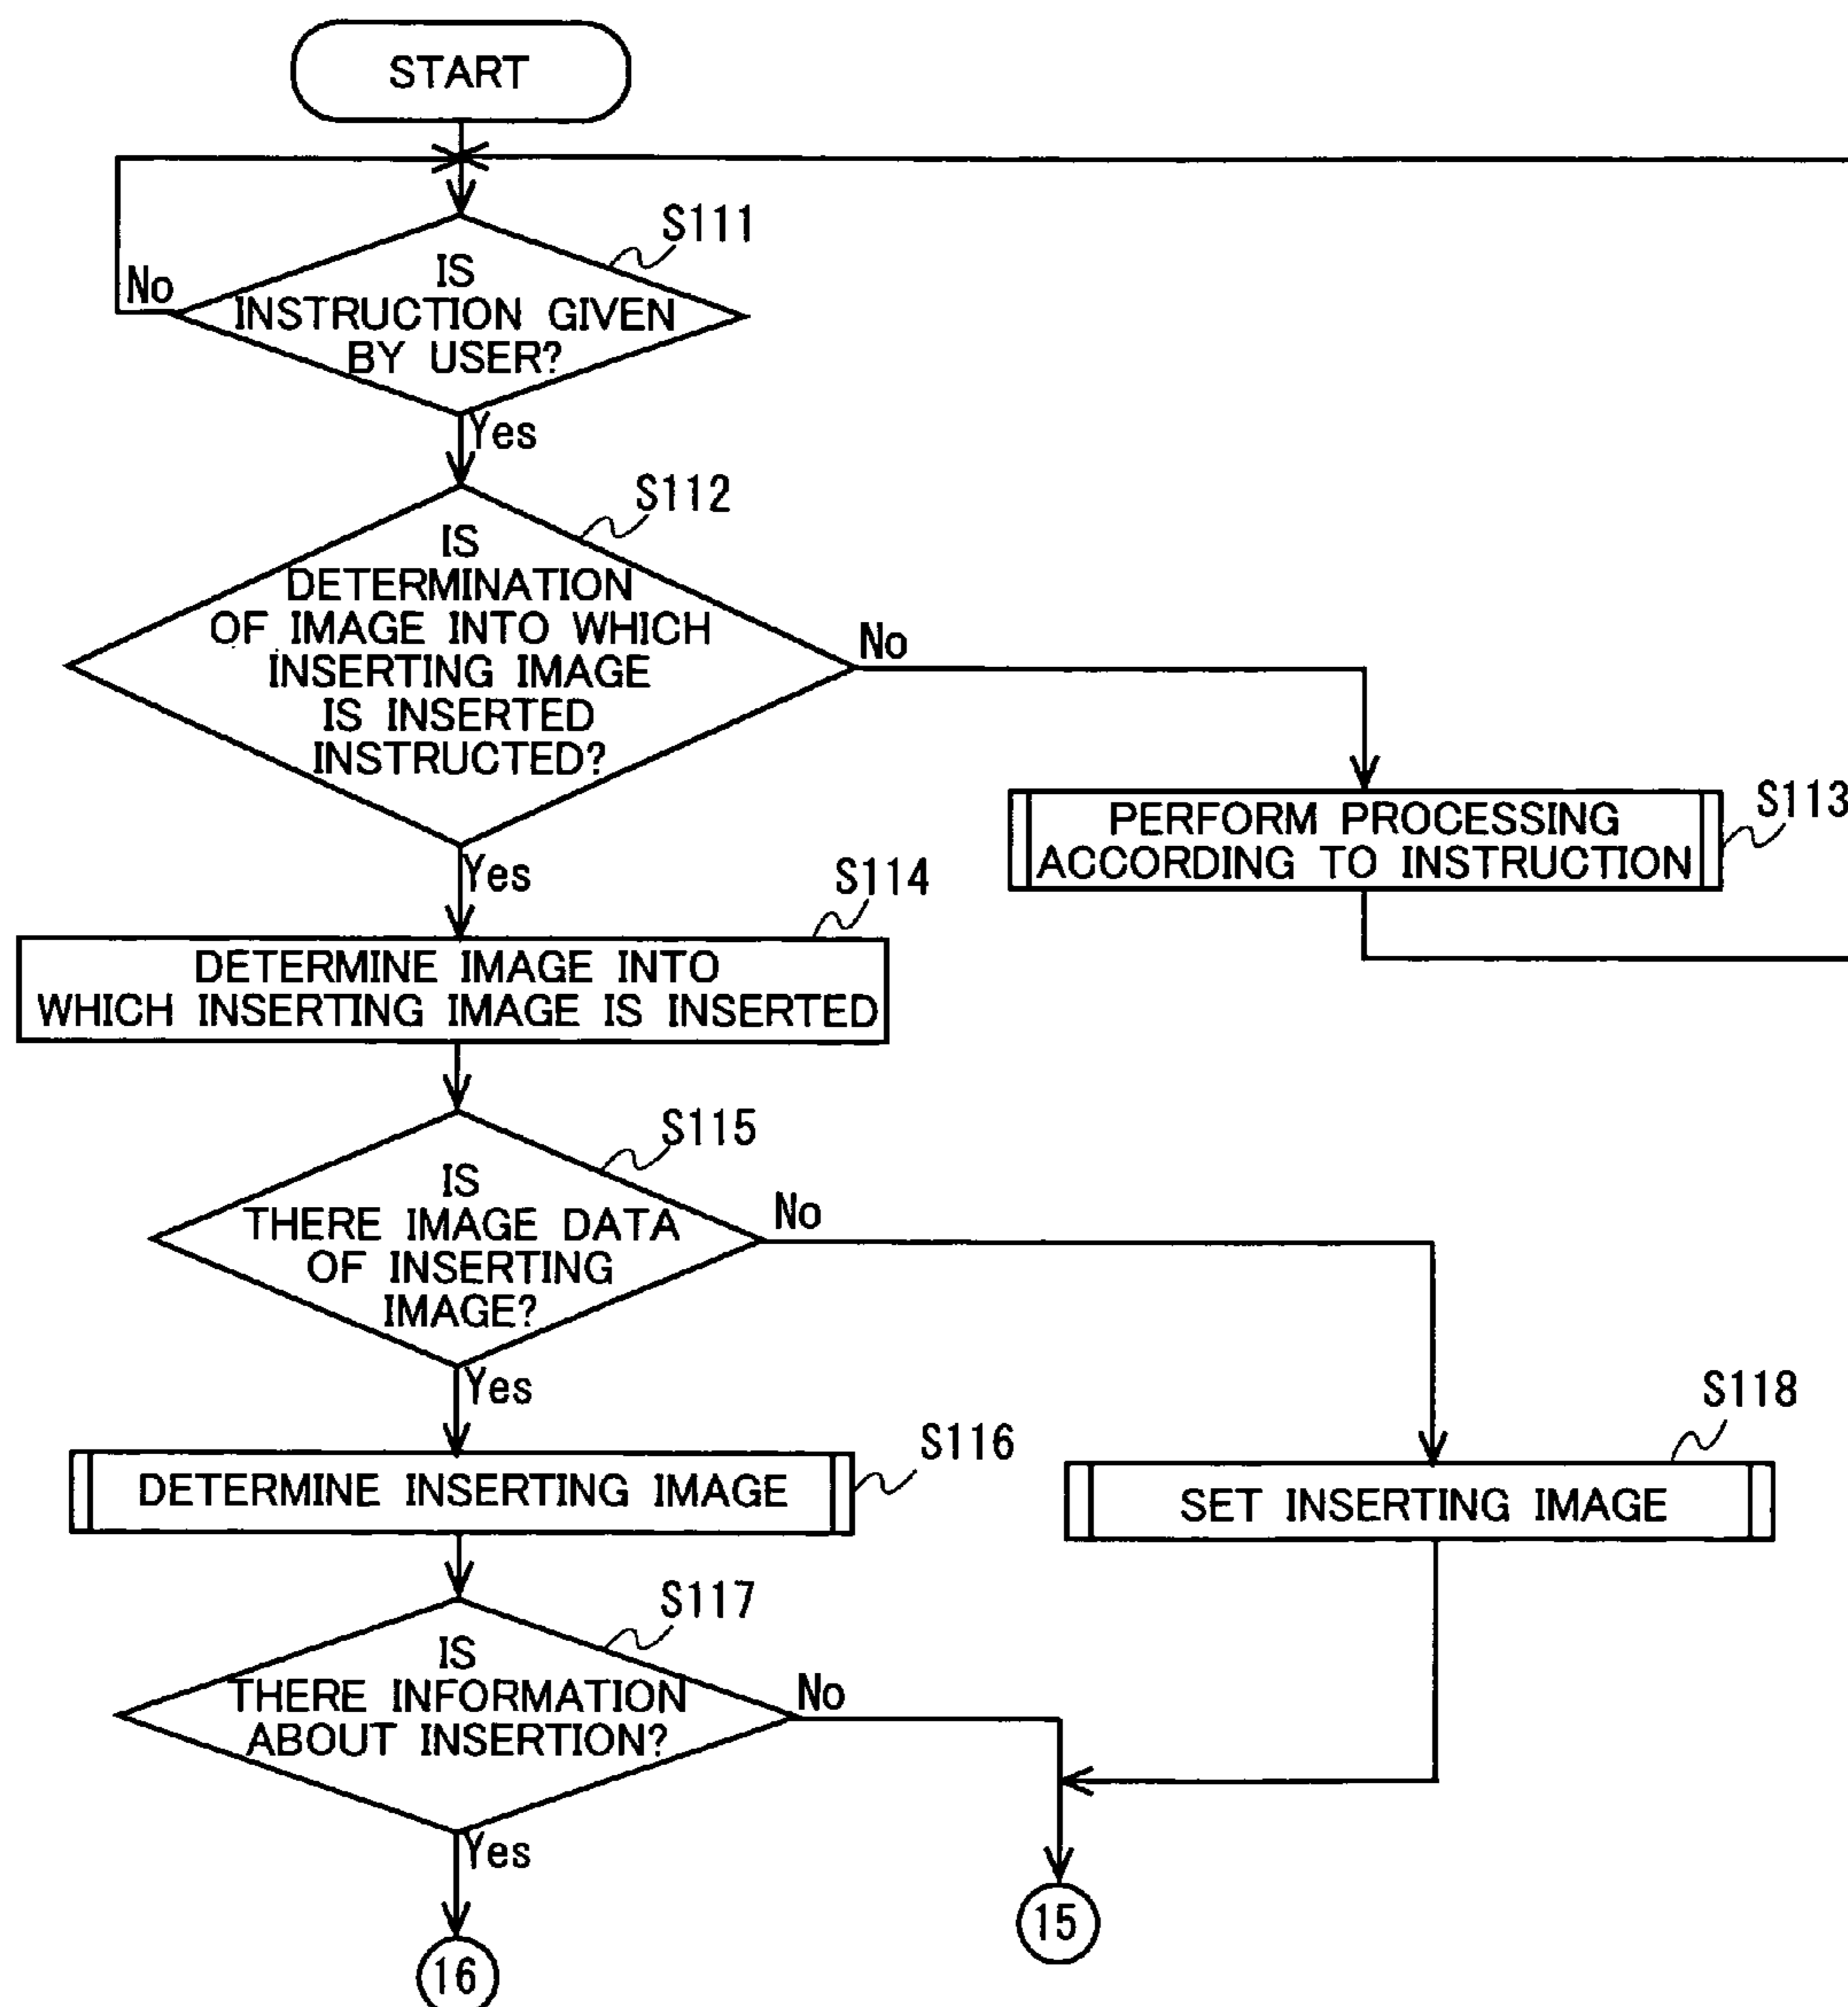 START
S111
IS
INSTRUCTION GIVEN
BY USER?
No
Yes
S112
IS
DETERMINATION
OF IMAGE INTO WHICH
INSERTING IMAGE
IS INSERTED
INSTRUCTED?
No
Yes
S113
PERFORM PROCESSING
ACCORDING TO INSTRUCTION
S114
DETERMINE IMAGE INTO
WHICH INSERTING IMAGE IS INSERTED
S115
IS
THERE IMAGE DATA
OF INSERTING
IMAGE?
No
Yes
S116
DETERMINE INSERTING IMAGE
S118
SET INSERTING IMAGE
S117
IS
THERE INFORMATION
ABOUT INSERTION?
No
Yes
15
16